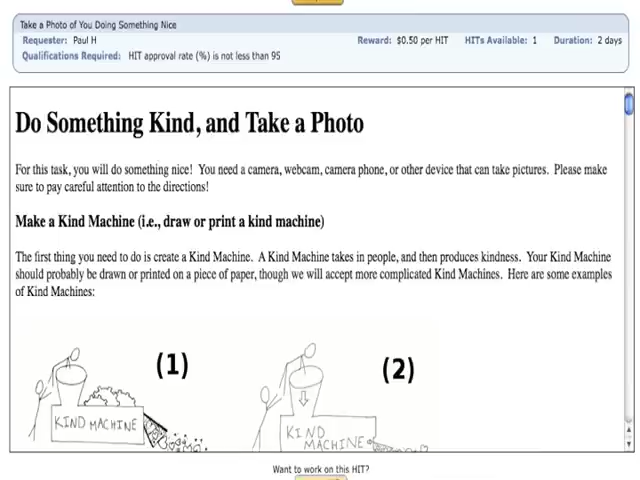 Take a Photo of You Doing Something Nice
Requester: Paul H Reward: $0.50 per HIT HITs Available: 1 Duration: 2 days
Qualifications Required: HIT approval rate (%) is not less than 95
Do Something Kind, and Take a Photo
For this task, you will do something nice! You need a camera, webcam, camera phone, or other device that can take pictures. Please make
sure to pay careful attention to the directions!
Make a Kind Machine (i.e., draw or print a kind machine)
The first thing you need to do is create a Kind Machine. A Kind Machine takes in people, and then produces kindness. Your Kind Machine
should probably be drawn or printed on a piece of paper, though we will accept more complicated Kind Machines. Here are some examples
of Kind Machines:
(1) (2)
KIND MACHINE
KIND
MACHINE
Want to work on this HIT?